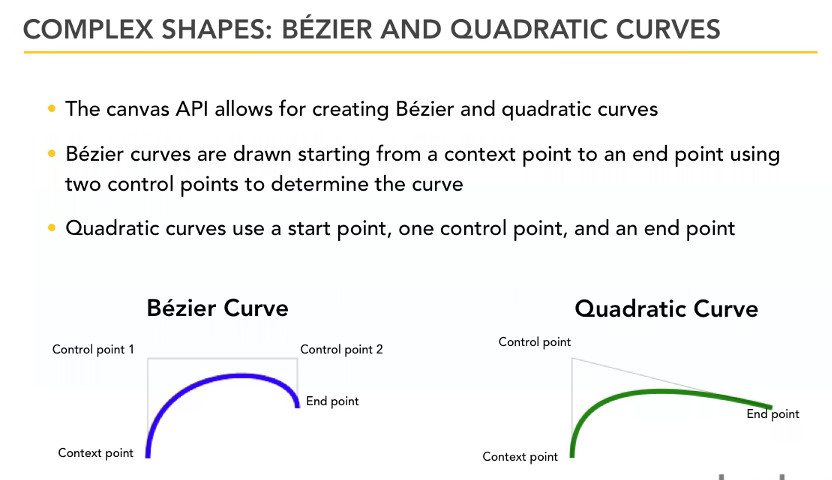 COMPLEX SHAPES: BÉZIER AND QUADRATIC CURVES
• The canvas API allows for creating Bézier and quadratic curves
• Bézier curves are drawn starting from a context point to an end point using
two control points to determine the curve
• Quadratic curves use a start point, one control point, and an end point
Bézier Curve
Control point 1
Control point 2
End point
Context point
Quadratic Curve
Control point
End point
Context point